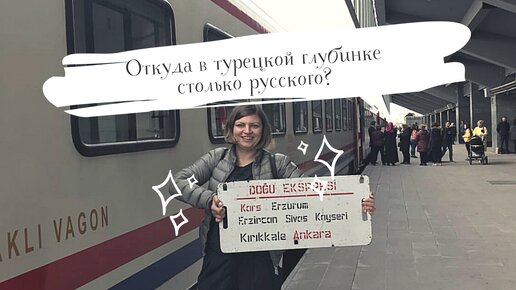 Откуда в турецкой глубинке
столько русского?
DOĞU EKSPRESİ
Kars Erzurum
Erzincan Sivas Kayseri
Kırıkkale Ankara
AKLI VAGON